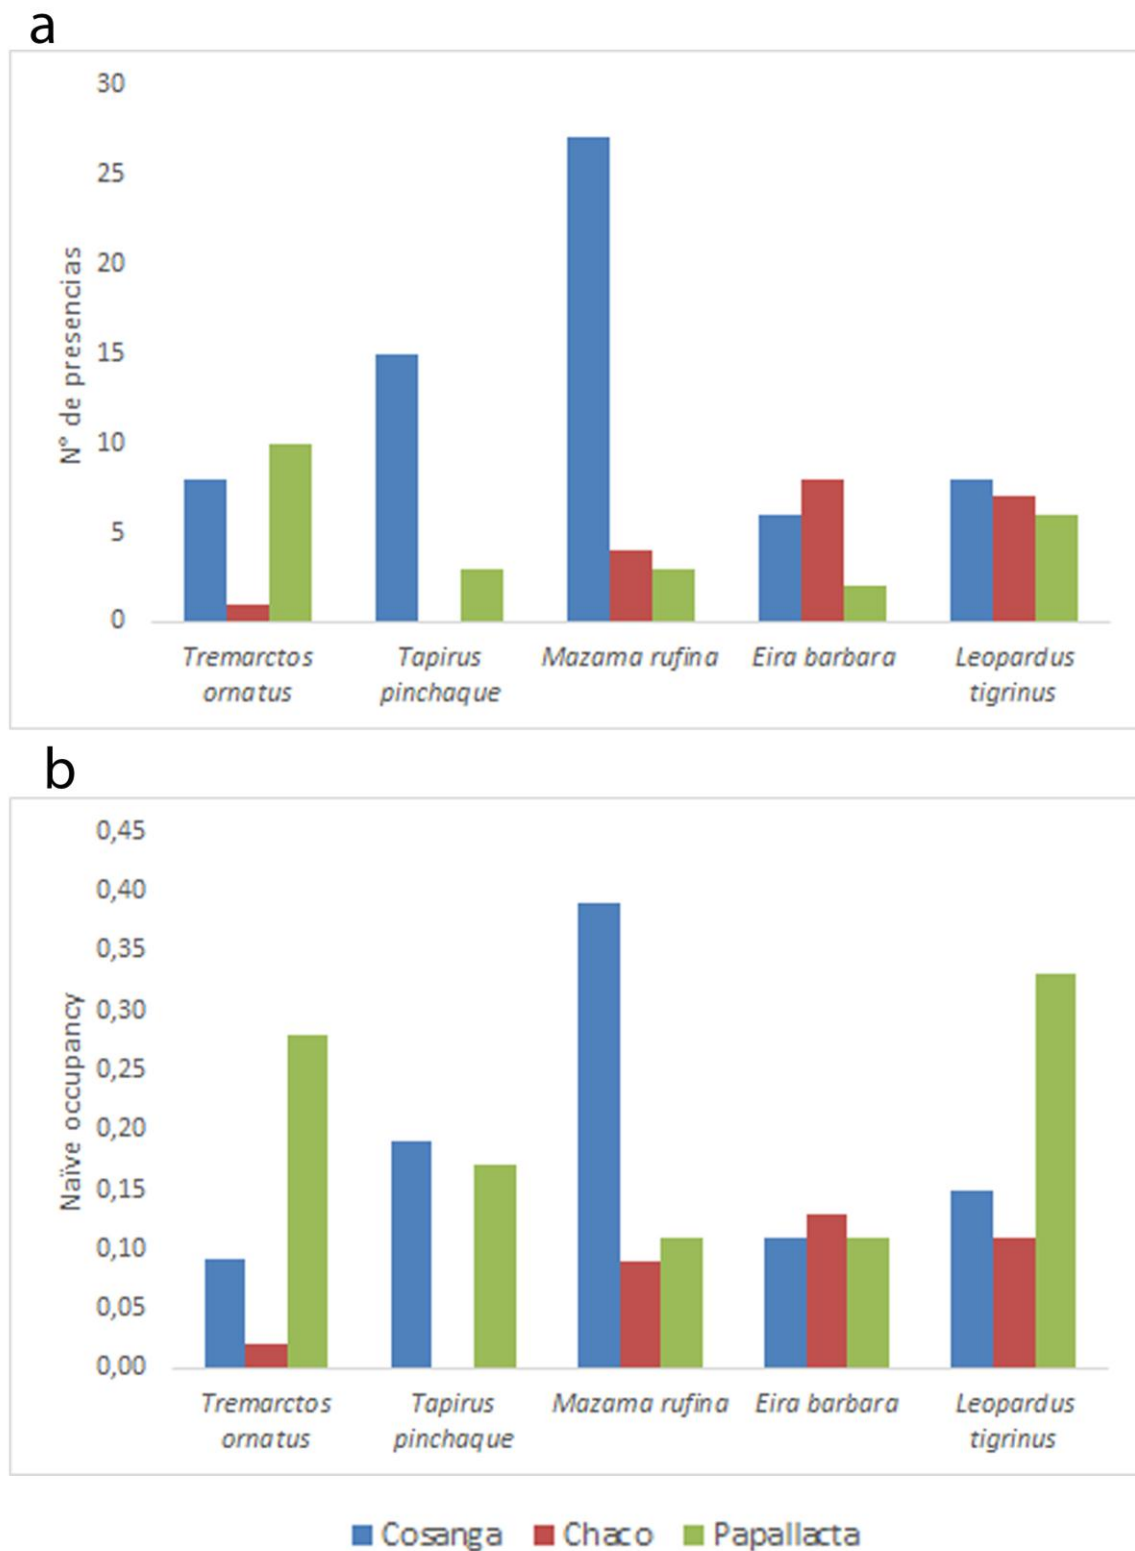 a
30
25
20
15
10
5
0
N° de presencias
Tremarctos
ornatus
Tapirus
pinchaque
Mazama rufina
Eira barbara
Leopardus
tigrinus
b
0,45
0,40
0,35
0,30
0,25
0,20
0,15
0,10
0,05
0,00
Naïve occupancy
Tremarctos
ornatus
Tapirus
pinchaque
Mazama rufina
Eira barbara
Leopardus
tigrinus
Cosanga Chaco Papallacta